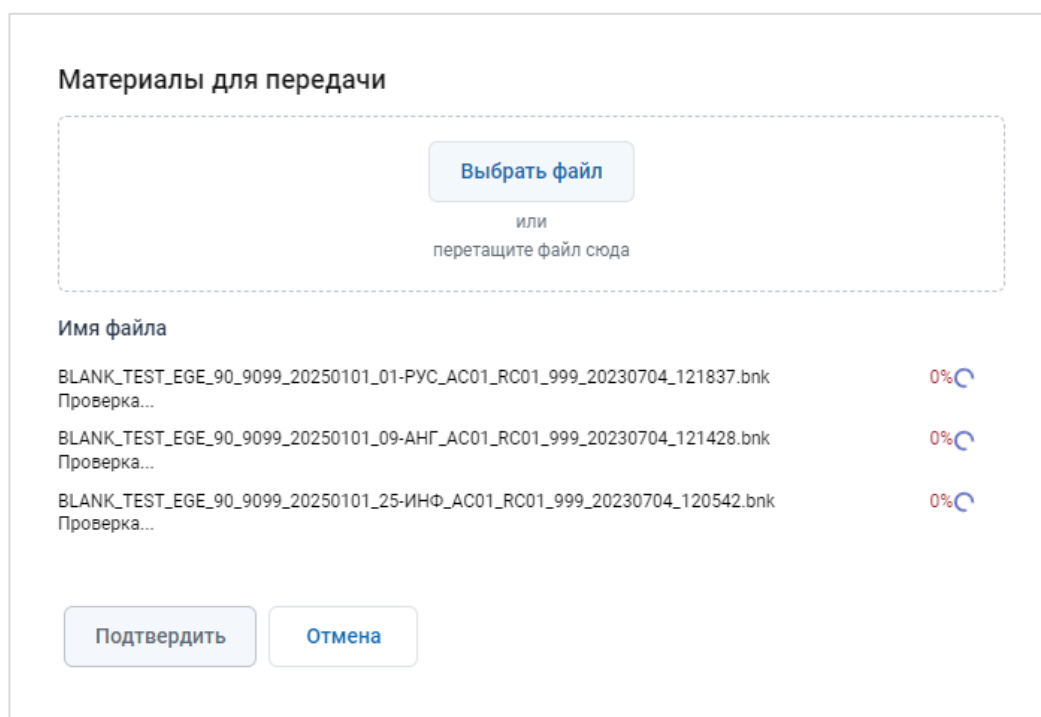 Материалы для передачи
Выбрать файл
или
перетащите файл сюда
Имя файла
BLANK_TEST_EGE_90_9099_20250101_01-РУС_AC01_RC01_999_20230704_121837.bnk 0%
Проверка...
BLANK_TEST_EGE_90_9099_20250101_09-АНГ_AC01_RC01_999_20230704_121428.bnk 0%
Проверка...
BLANK_TEST_EGE_90_9099_20250101_25-ИНФ_AC01_RC01_999_20230704_120542.bnk 0%
Проверка...
Подтвердить Отмена